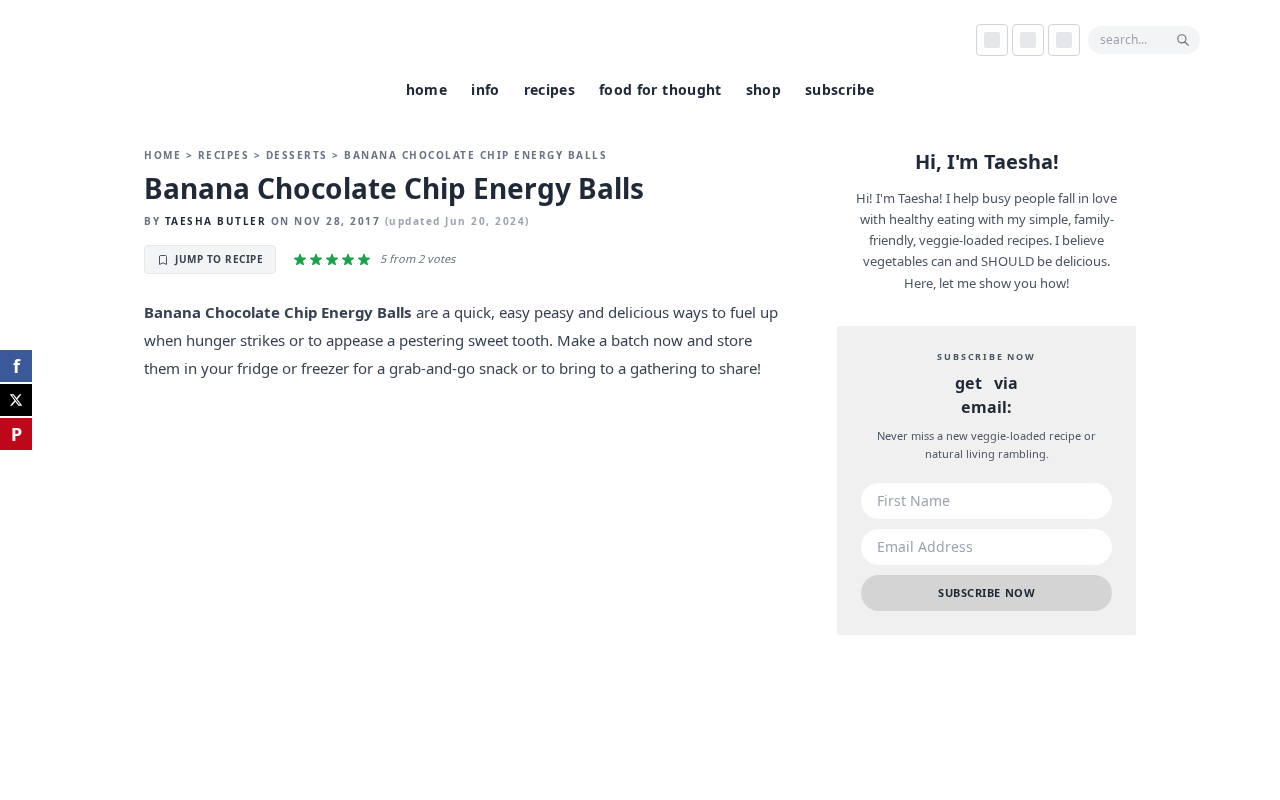 search...
home info recipes food for thought shop subscribe
HOME > RECIPES > DESSERTS > BANANA CHOCOLATE CHIP ENERGY BALLS
Banana Chocolate Chip Energy Balls
BY TAESHA BUTLER ON NOV 28, 2017 (updated Jun 20, 2024)
JUMP TO RECIPE
5 from 2 votes
Banana Chocolate Chip Energy Balls are a quick, easy peasy and delicious ways to fuel up
when hunger strikes or to appease a pestering sweet tooth. Make a batch now and store
them in your fridge or freezer for a grab-and-go snack or to bring to a gathering to share!
f
P
Hi, I'm Taesha!
Hi! I'm Taesha! I help busy people fall in love
with healthy eating with my simple, family-
friendly, veggie-loaded recipes. I believe
vegetables can and SHOULD be delicious.
Here, let me show you how!
SUBSCRIBE NOW
get via
email:
Never miss a new veggie-loaded recipe or
natural living rambling.
First Name
Email Address
SUBSCRIBE NOW